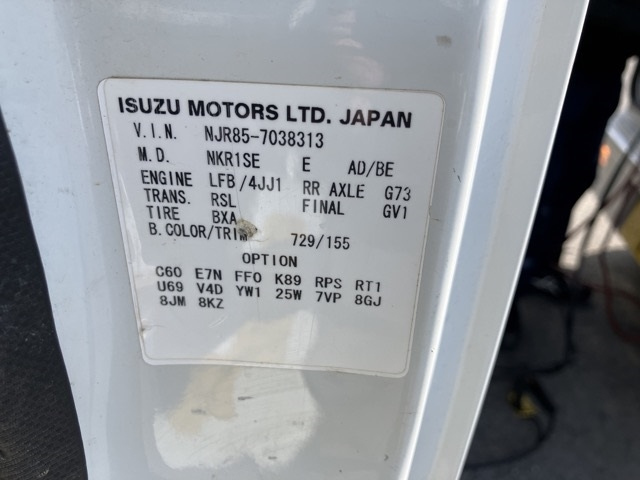 ISUZU MOTORS LTD. JAPAN
V.I.N. NJR85-7038313
M.D. NKR1SE E AD/BE
ENGINE LFB/4JJ1 RR AXLE G73
TRANS. RSL FINAL GV1
TIRE BXA
B.COLOR/TRIM 729/155
OPTION
C60 E7N FFO K89 RPS RT1
U69 V4D YW1 25W 7VP 8GJ
8JM 8KZ